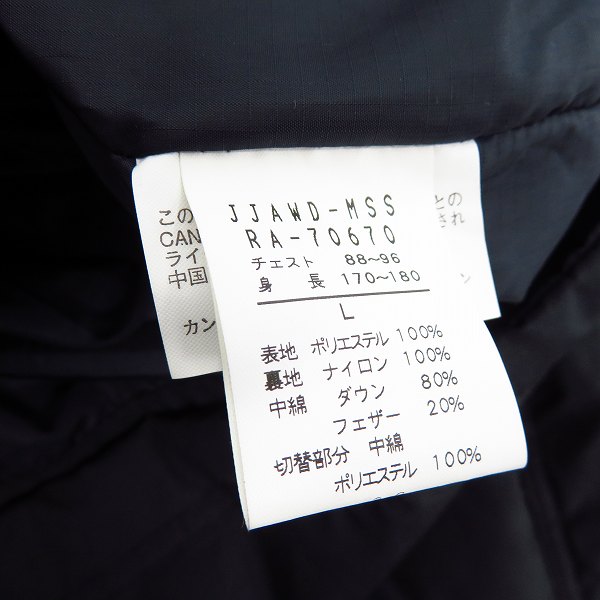 JJAWD-MSS
RA-70670
チェスト 88~96
身 長 170~180
L
表地 ポリエステル 100%
裏地 ナイロン 100%
中綿 ダウン 80%
フェザー 20%
切替部分 中綿
ポリエステル 100%
この
CAN
ライ
中国
カン
との
され
ン